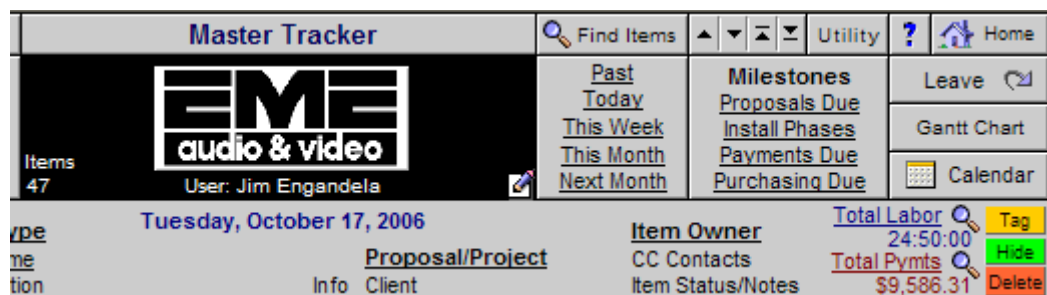 Master Tracker
Find Items
Utility
?
Home
Past
Today
This Week
This Month
Next Month
Milestones
Proposals Due
Install Phases
Payments Due
Purchasing Due
Leave
Gantt Chart
Calendar
EME
audio & video
Items
47
User: Jim Engandela
Tuesday, October 17, 2006
Proposal/Project
Info Client
Item Owner
CC Contacts
Item Status/Notes
Total Labor
24:50:00
Total Pymts
$9,586.31
Tag
Hide
Delete